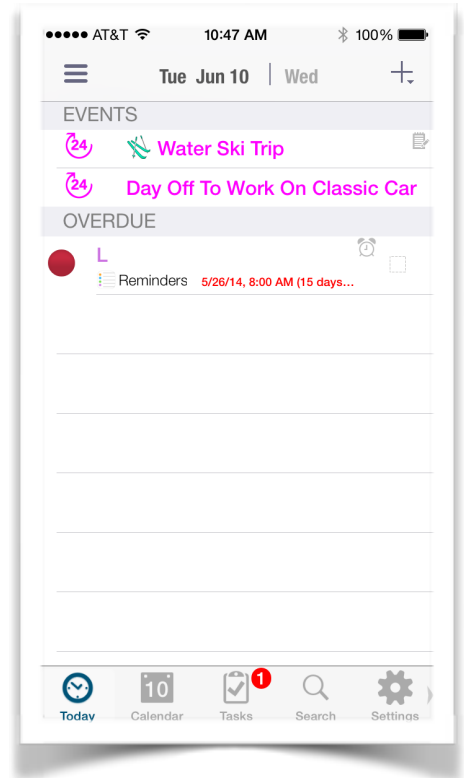 AT&T 10:47 AM 100%
Tue Jun 10 Wed
EVENTS
24 Water Ski Trip
24 Day Off To Work On Classic Car
OVERDUE
L
Reminders 5/26/14, 8:00 AM (15 days...
10 1
Today Calendar Tasks Search Settings